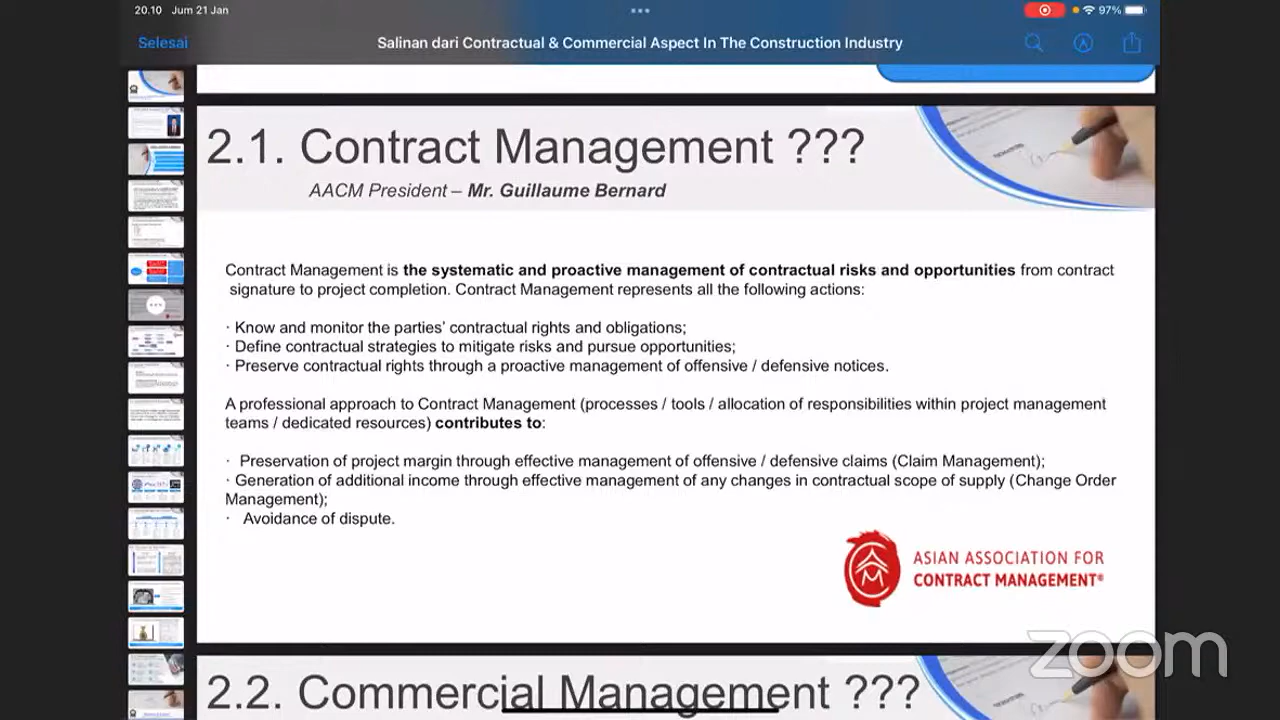 20.10 Jum 21 Jan
97%
Selesai
Salinan dari Contractual & Commercial Aspect In The Construction Industry
2.1. Contract Management ???
AACM President – Mr. Guillaume Bernard
Contract Management is the systematic and proactive management of contractual risks and opportunities from contract
signature to project completion. Contract Management represents all the following actions:
· Know and monitor the parties' contractual rights and obligations;
· Define contractual strategies to mitigate risks and pursue opportunities;
· Preserve contractual rights through a proactive management of offensive / defensive notices.
A professional approach to Contract Management (processes / tools / allocation of responsibilities within project management
teams / dedicated resources) contributes to:
· Preservation of project margin through effective management of offensive / defensive claims (Claim Management);
· Generation of additional income through effective management of any changes in contractual scope of supply (Change Order
Management);
· Avoidance of dispute.
ASIAN ASSOCIATION FOR
CONTRACT MANAGEMENT®
zoom
2.2. Commercial Management ???